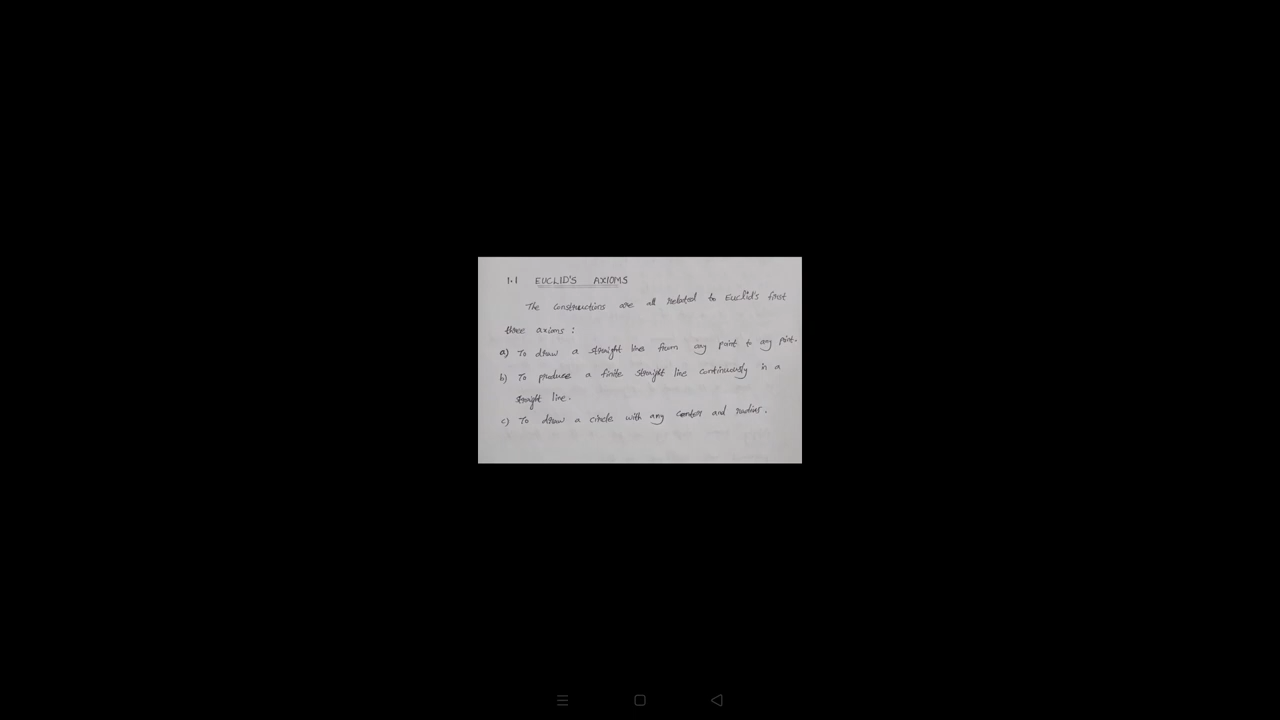 1.1 EUCLID'S AXIOMS
The constructions are all related to Euclid's first
three axioms :
a) To draw a straight lines from any point to any point.
b) To produce a finite straight line continuously in a
straight line.
c) To draw a circle with any and radius.